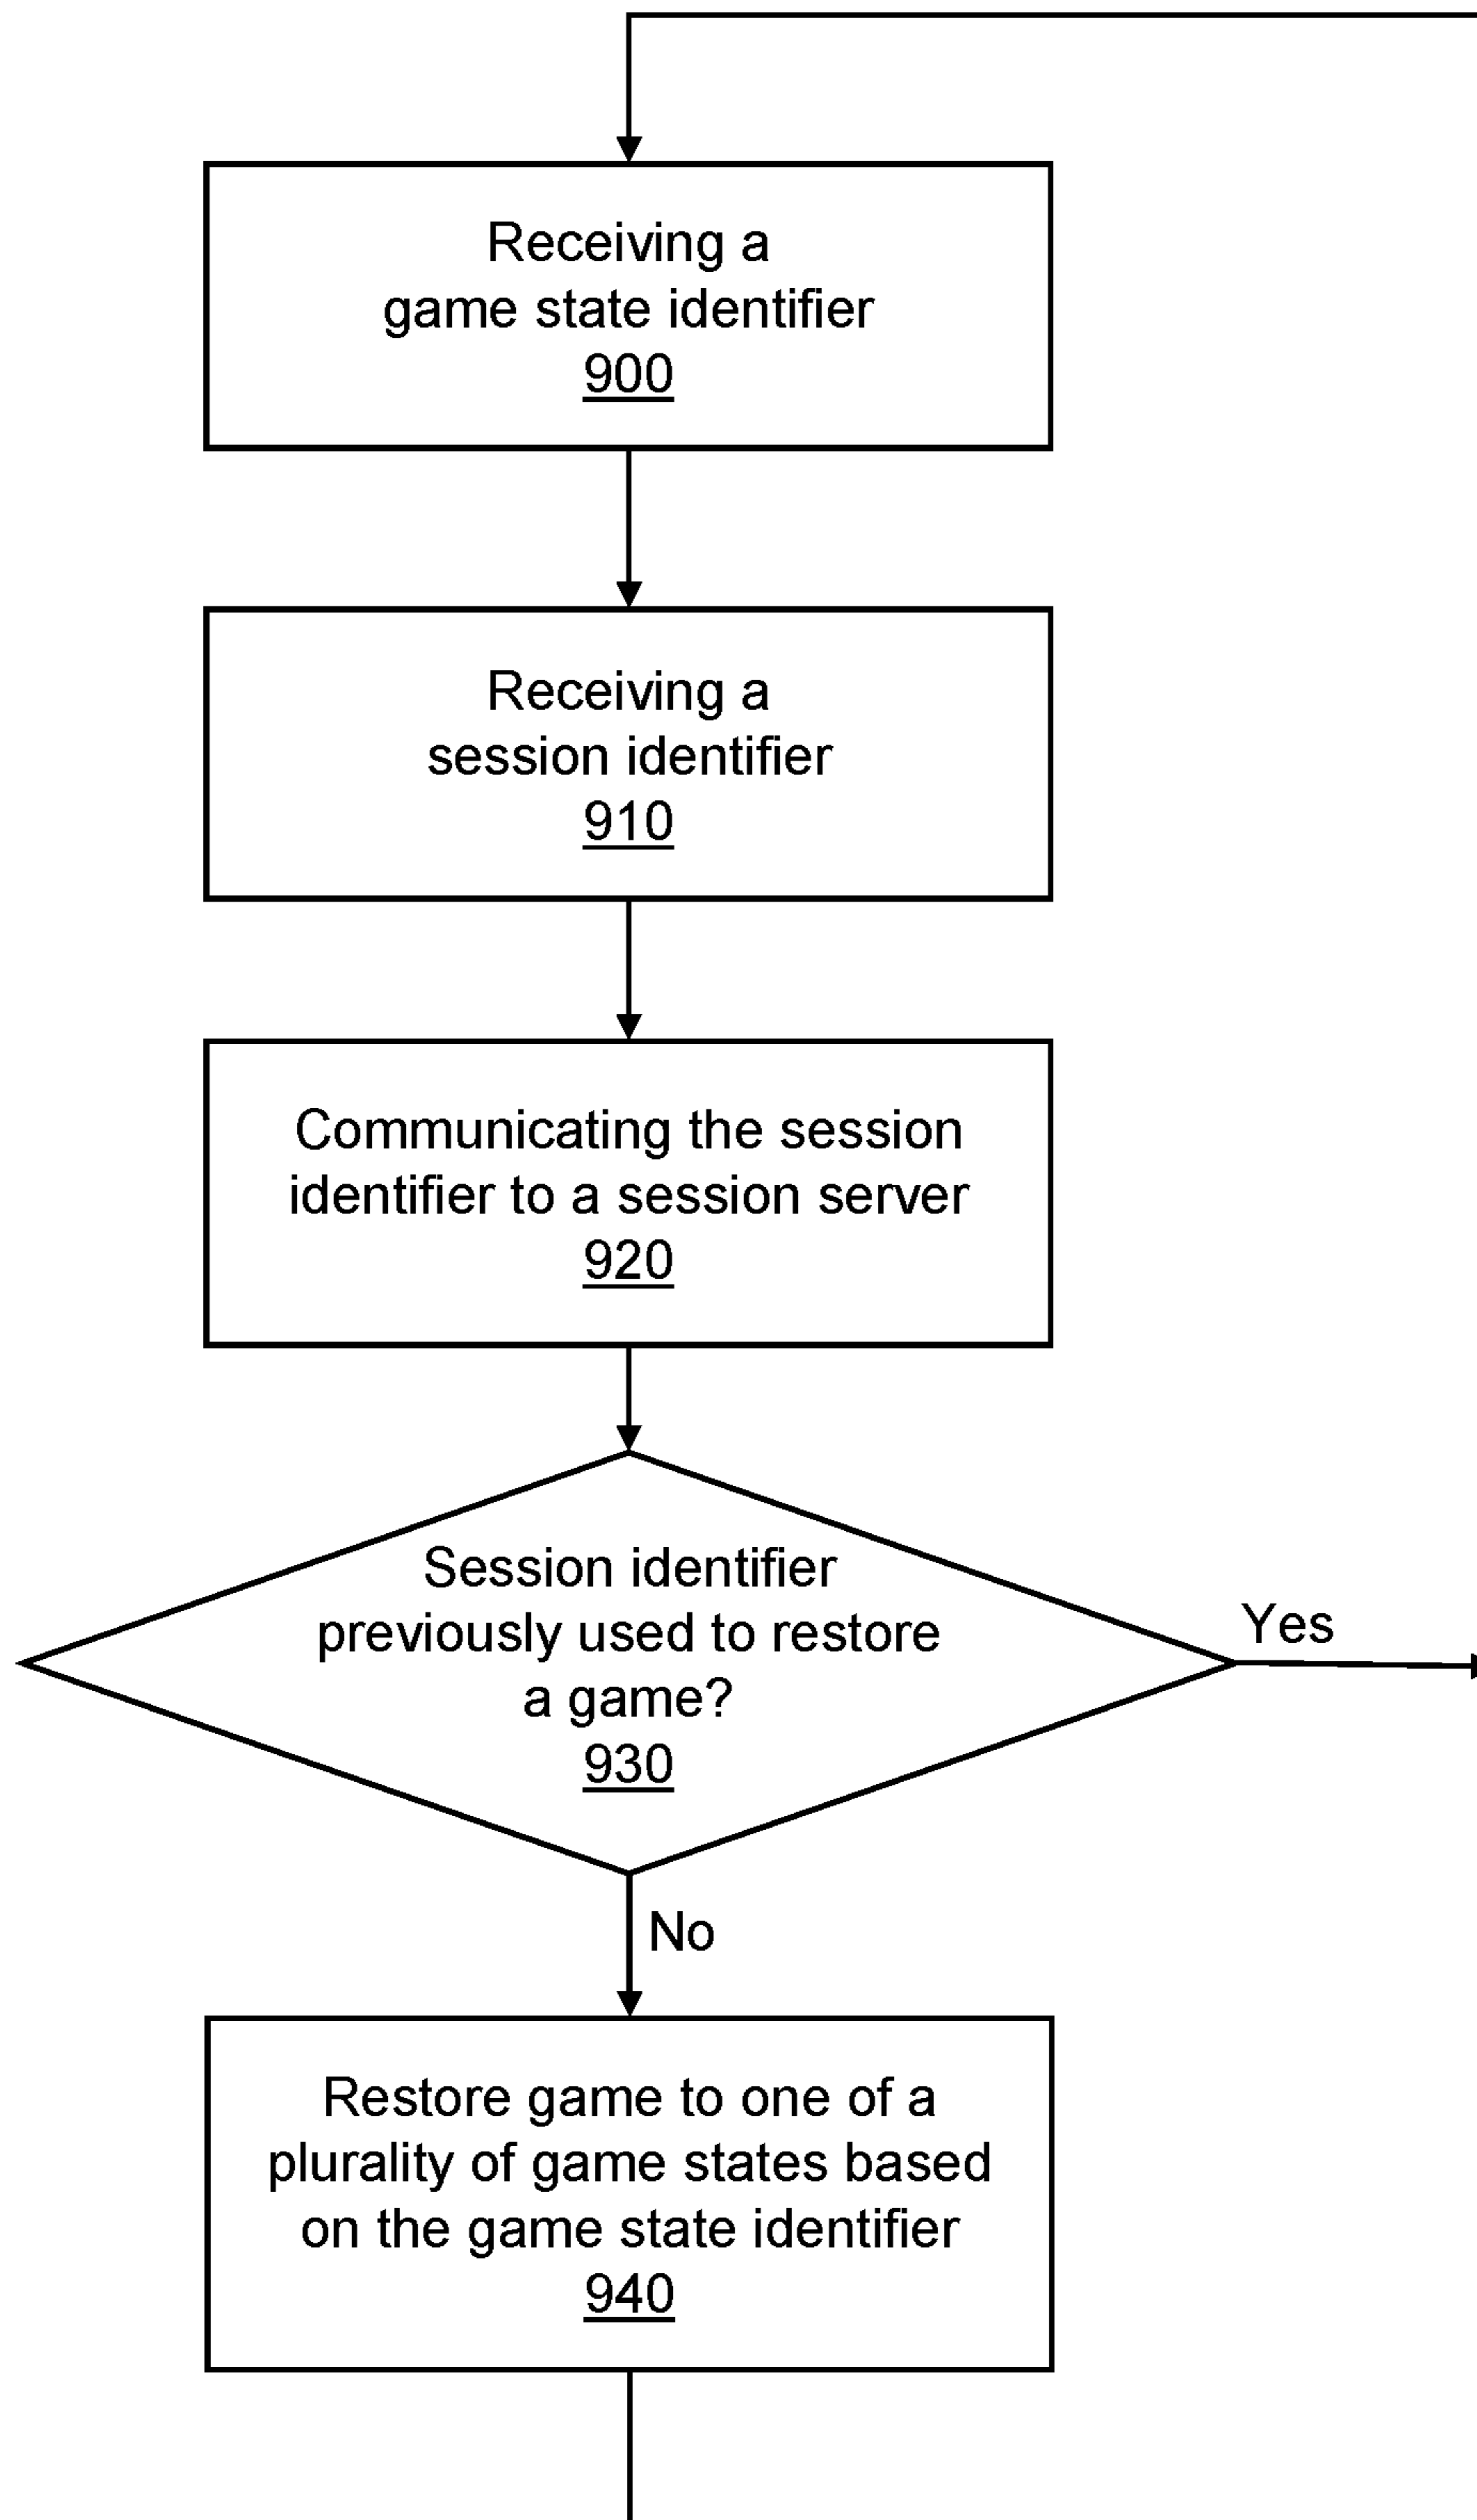 Receiving a
game state identifier
900
Receiving a
session identifier
910
Communicating the session
identifier to a session server
920
Session identifier
previously used to restore
a game?
930
Yes
No
Restore game to one of a
plurality of game states based
on the game state identifier
940